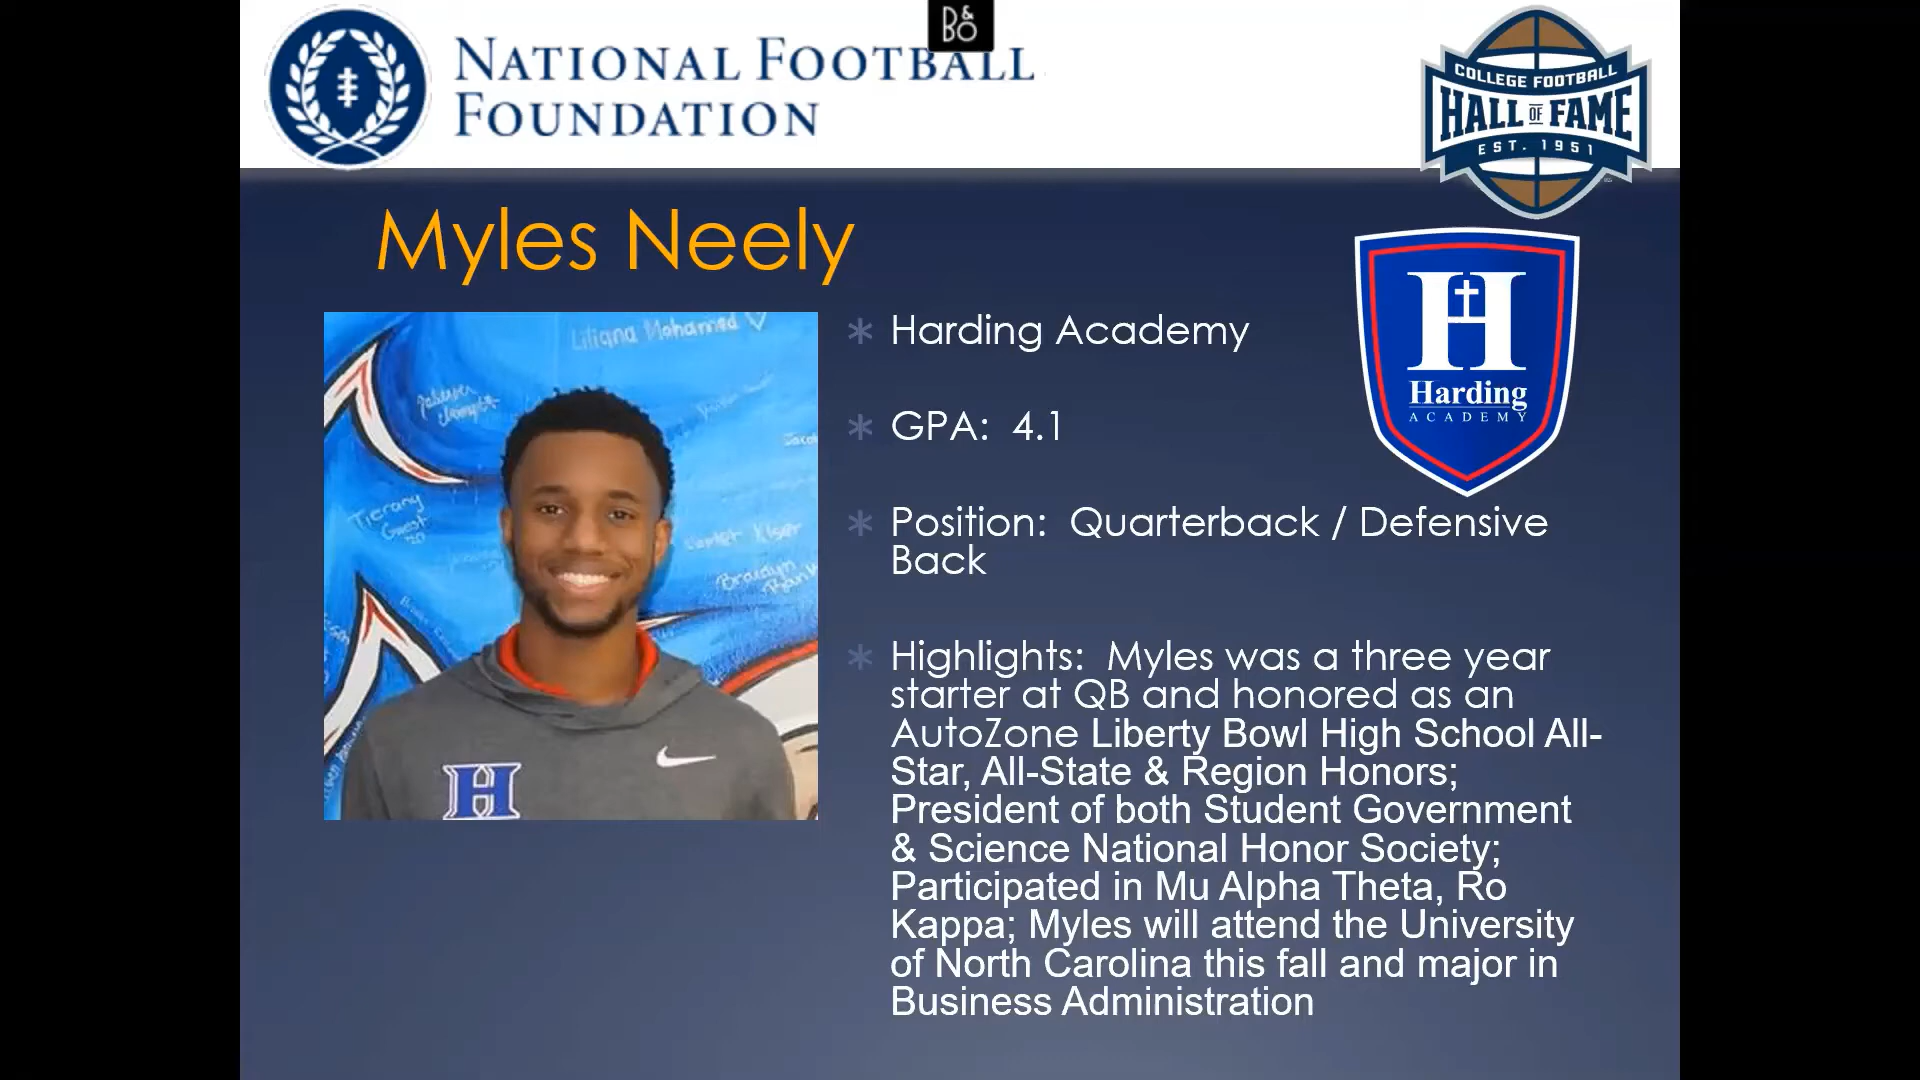 B&O
NATIONAL FOOTBALL
FOUNDATION
COLLEGE FOOTBALL
HALL OF FAME
EST. 1951
Myles Neely
H
Harding
ACADEMY
Liliana Mohamed
Tierany
Guest
Braidyn
H
* Harding Academy
* GPA: 4.1
* Position: Quarterback / Defensive
Back
* Highlights: Myles was a three year
starter at QB and honored as an
AutoZone Liberty Bowl High School All-
Star, All-State & Region Honors;
President of both Student Government
& Science National Honor Society;
Participated in Mu Alpha Theta, Ro
Kappa; Myles will attend the University
of North Carolina this fall and major in
Business Administration